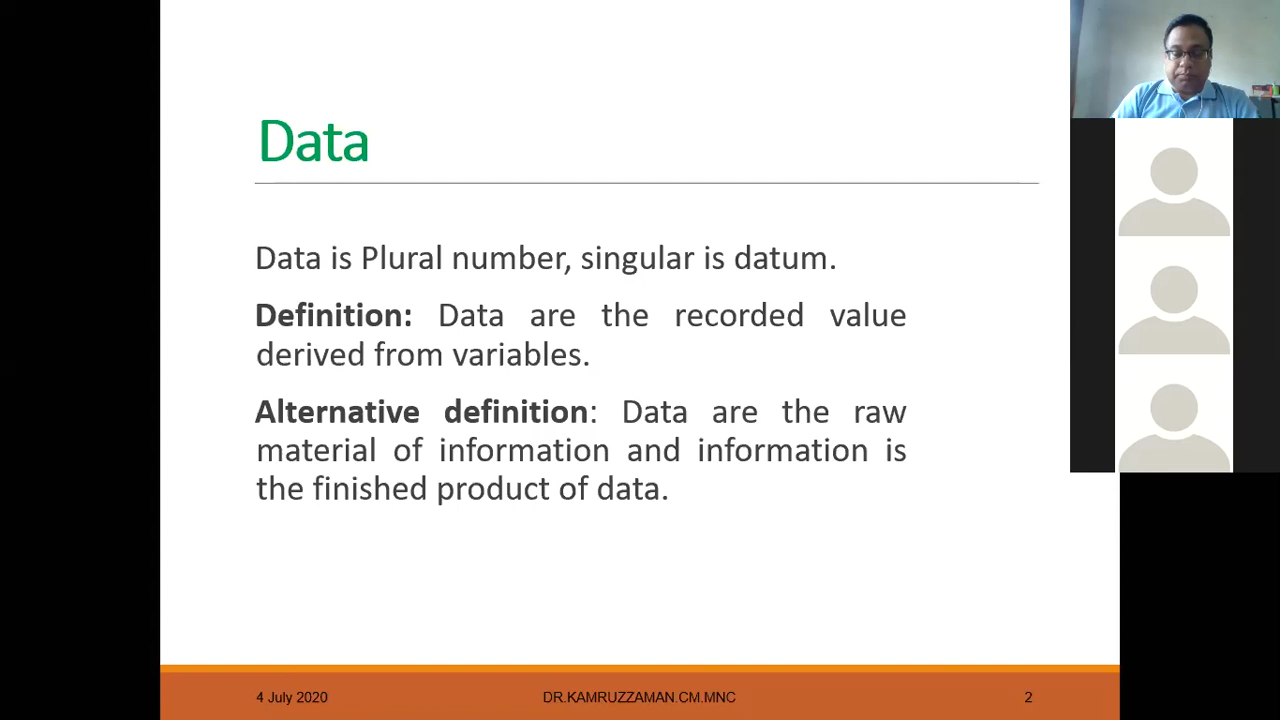 Data
Data is Plural number, singular is datum.
Definition: Data are the recorded value
derived from variables.
Alternative definition: Data are the raw
material of information and information is
the finished product of data.
4 July 2020
DR.KAMRUZZAMAN.CM.MNC
2